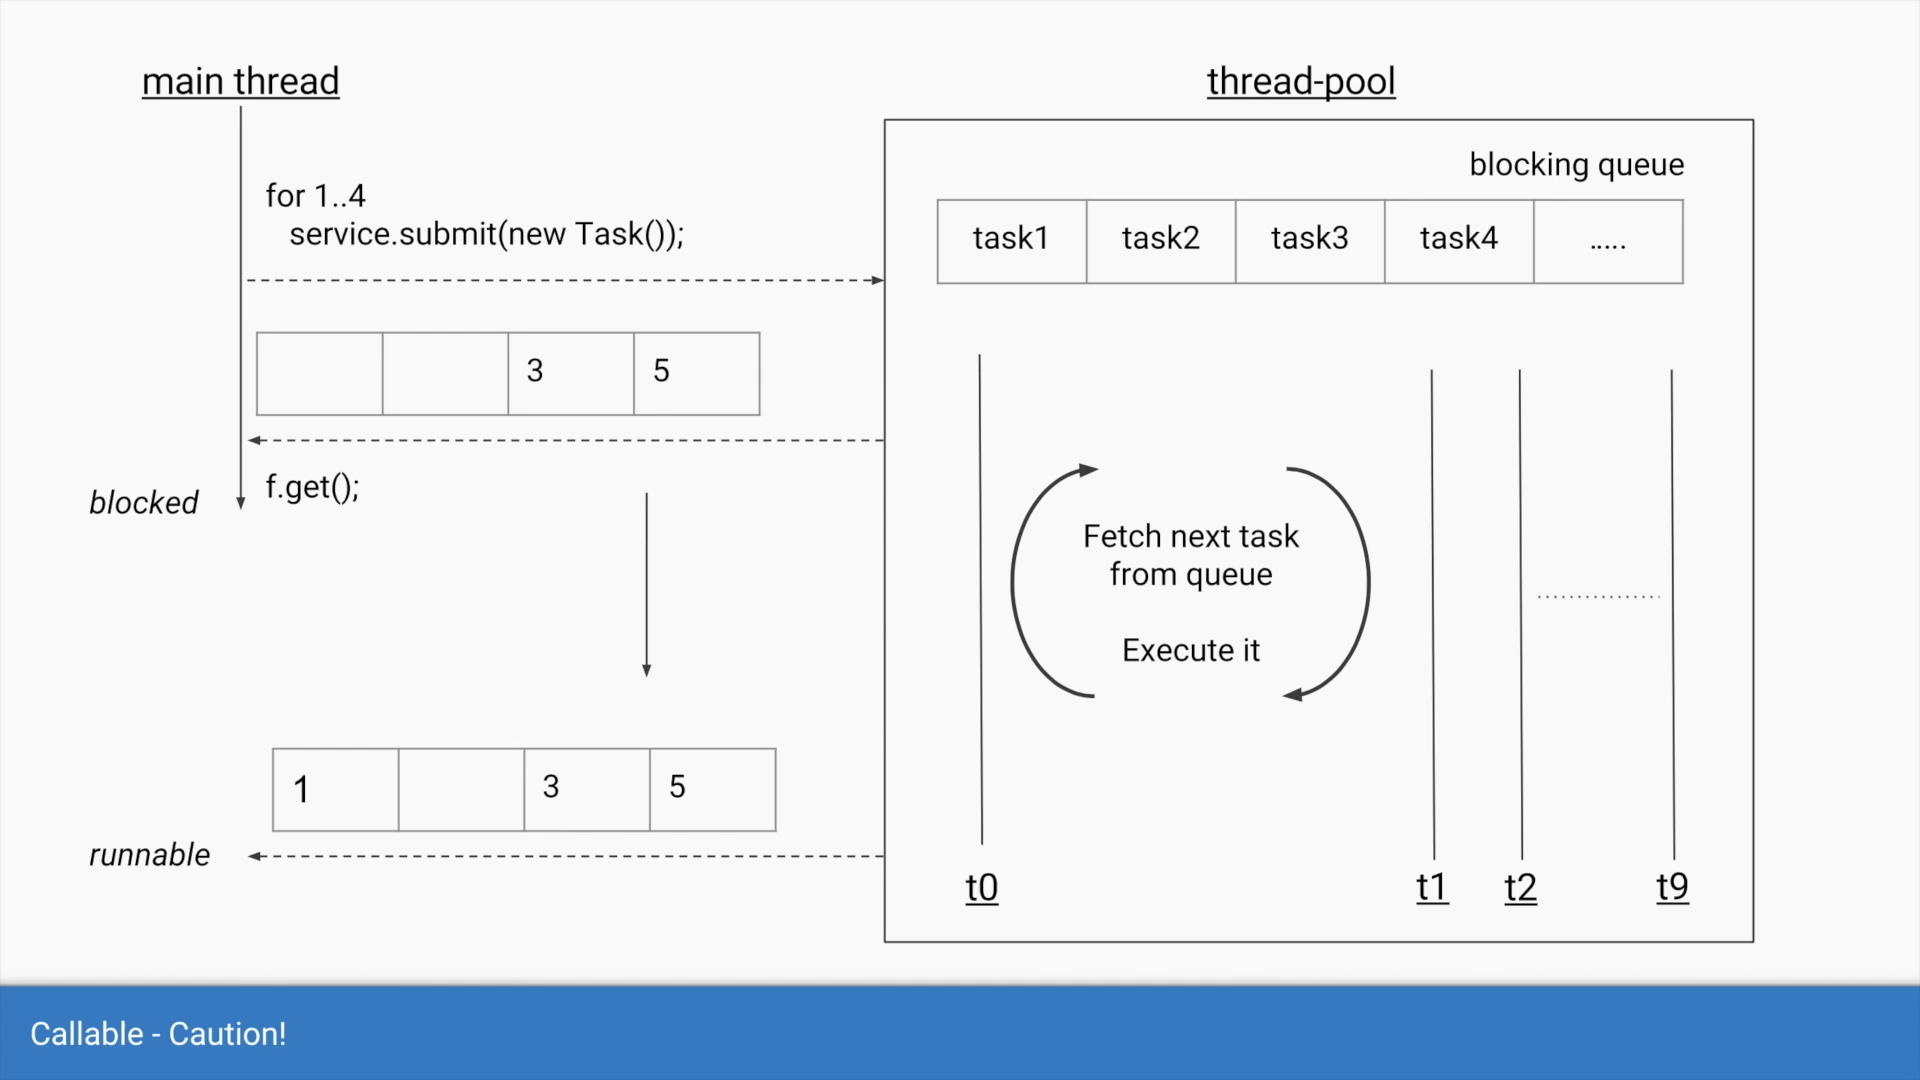 main thread
for 1..4
service.submit(new Task());
3
5
blocked
f.get();
1
3
5
runnable
thread-pool
blocking queue
task1
task2
task3
task4
.....
Fetch next task
from queue
Execute it
t0
t1
t2
t9
Callable - Caution!